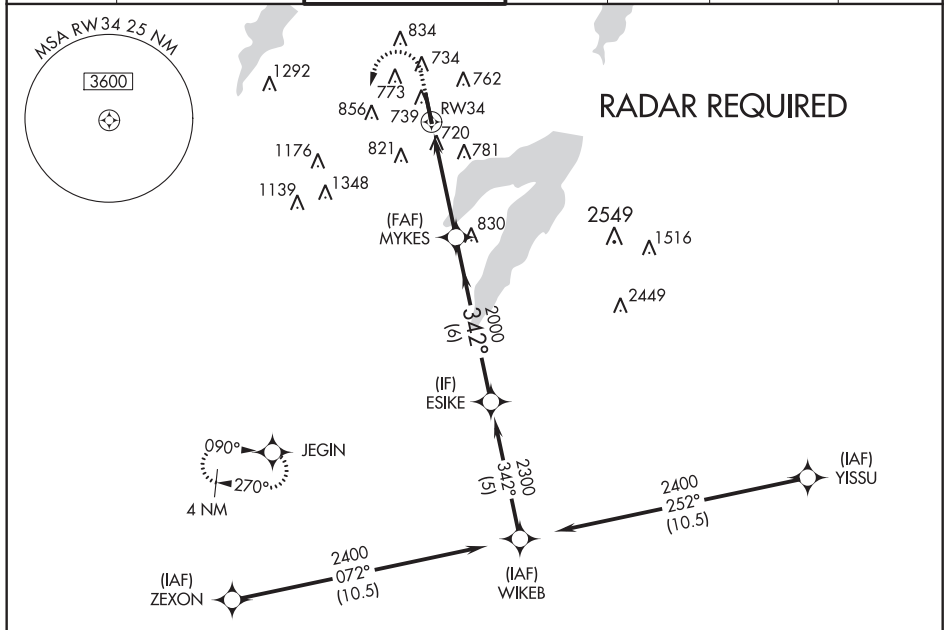 MSA RW34 25 NM
3600
1292
834
734
773
762
856
739
RW34
720
RADAR REQUIRED
1176
821
781
1139
1348
(FAF)
MYKES
830
2549
1516
2449
2000
342°
(6)
(IF)
ESIKE
090°
JEGIN
270°
4 NM
2300
342°
(5)
(IAF)
YISSU
2400
252°
(10.5)
2400
072°
(10.5)
(IAF)
ZEXON
(IAF)
WIKEB